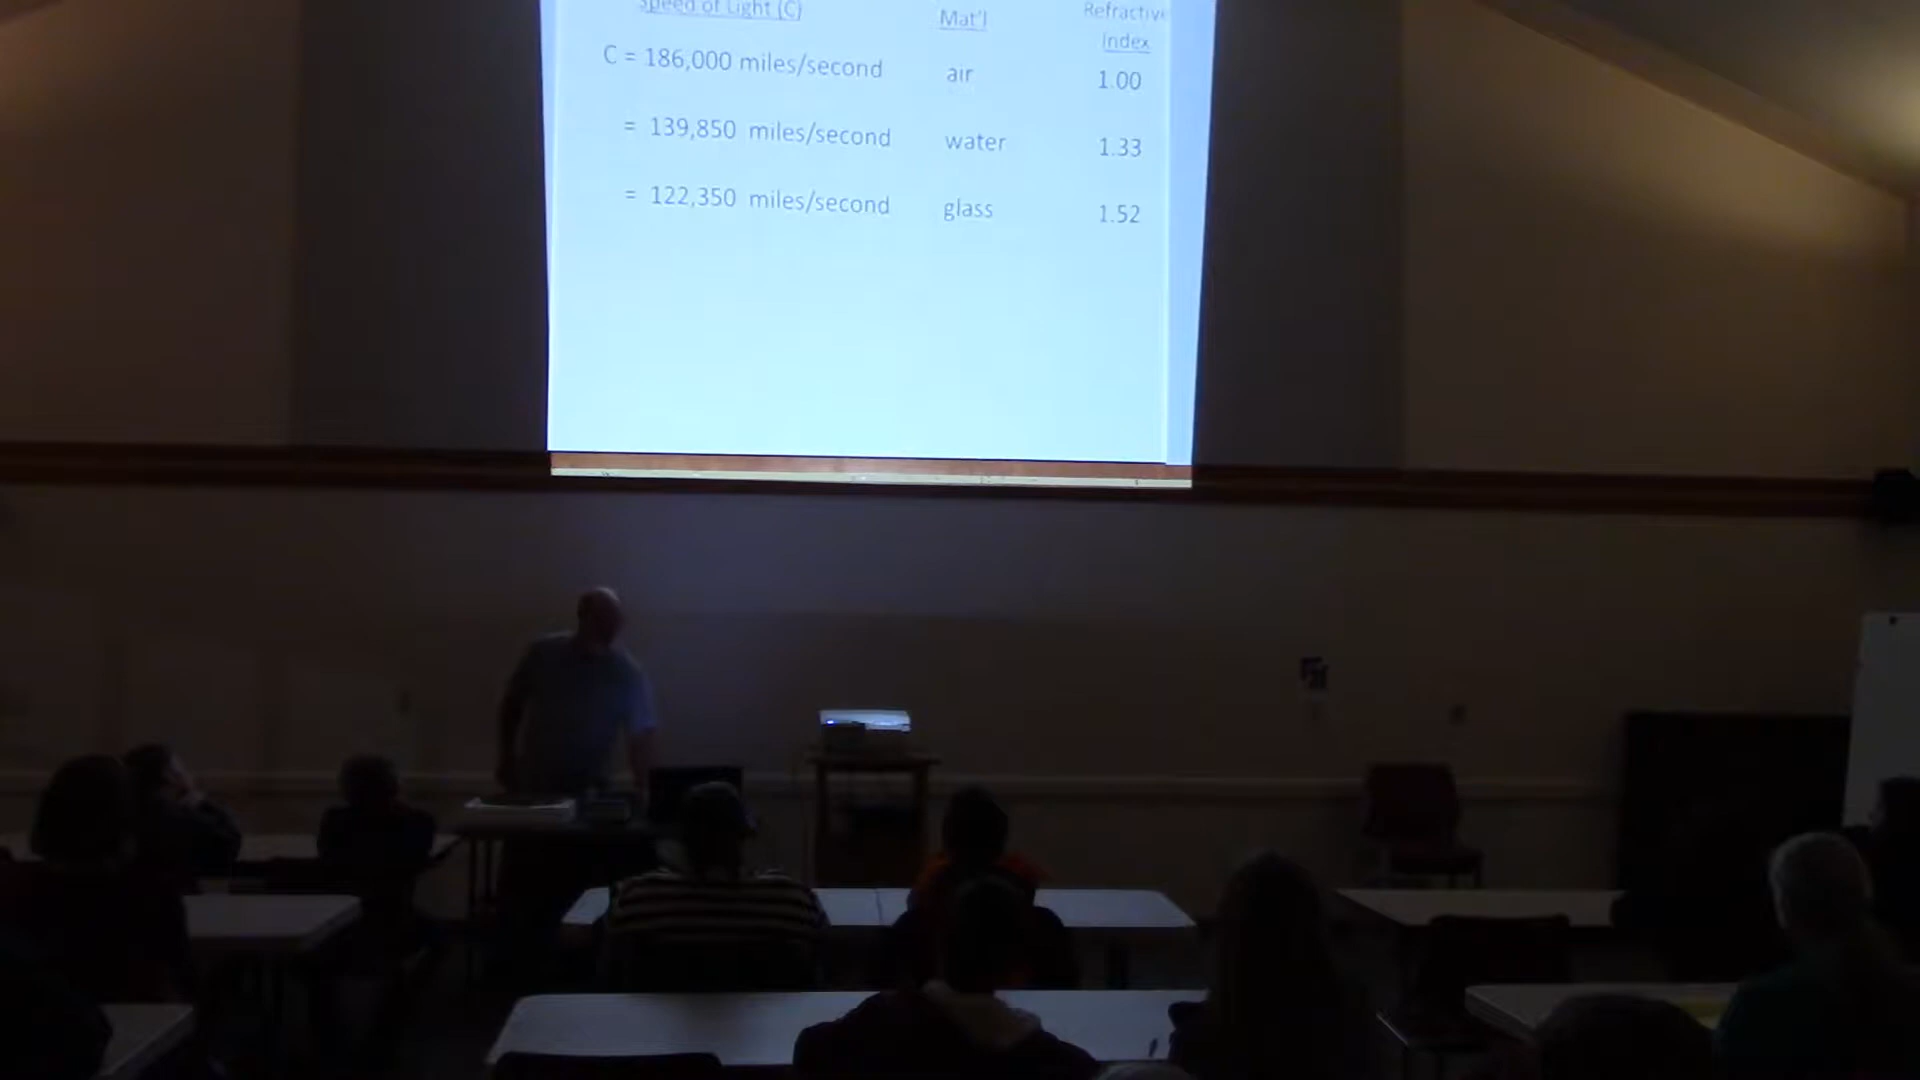 Speed of Light (C) Mat'l Refractive Index
C = 186,000 miles/second air 1.00
= 139,850 miles/second water 1.33
= 122,350 miles/second glass 1.52